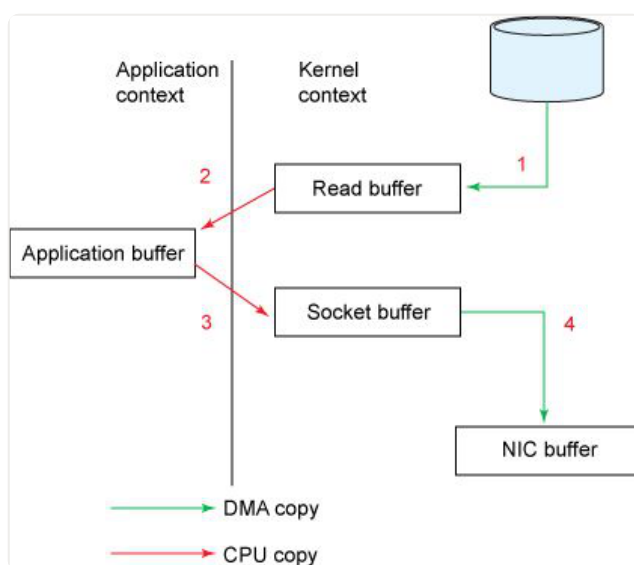 Application
context
Kernel
context
1
2
Read buffer
Application buffer
3
Socket buffer
4
NIC buffer
DMA copy
CPU copy